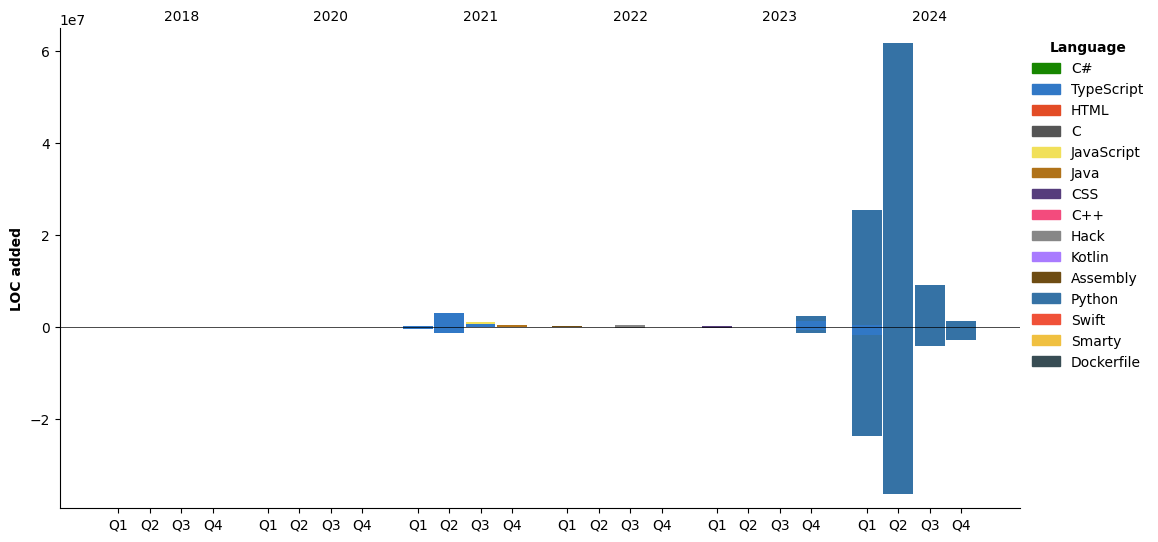 1e7
2018 2020 2021 2022 2023 2024
6
4
2
0
−2
LOC added
Q1 Q2 Q3 Q4 Q1 Q2 Q3 Q4 Q1 Q2 Q3 Q4 Q1 Q2 Q3 Q4 Q1 Q2 Q3 Q4 Q1 Q2 Q3 Q4
Language
C#
TypeScript
HTML
C
JavaScript
Java
CSS
C++
Hack
Kotlin
Assembly
Python
Swift
Smarty
Dockerfile